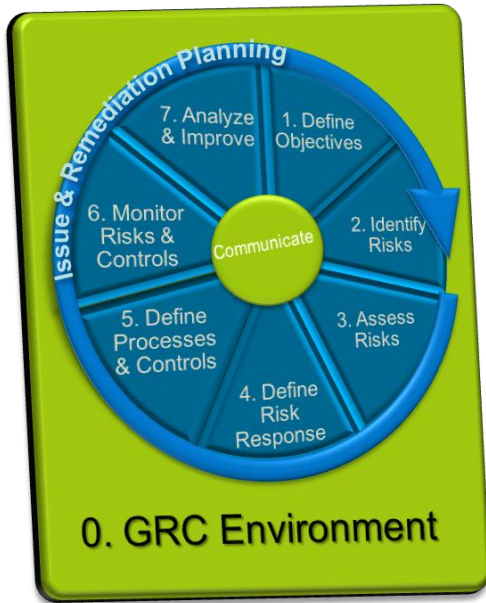 Issue & Remediation Planning
1. Define
Objectives
2. Identify
Risks
3. Assess
Risks
4. Define
Risk
Response
5. Define
Processes
& Controls
6. Monitor
Risks &
Controls
7. Analyze
& Improve
Communicate
0. GRC Environment